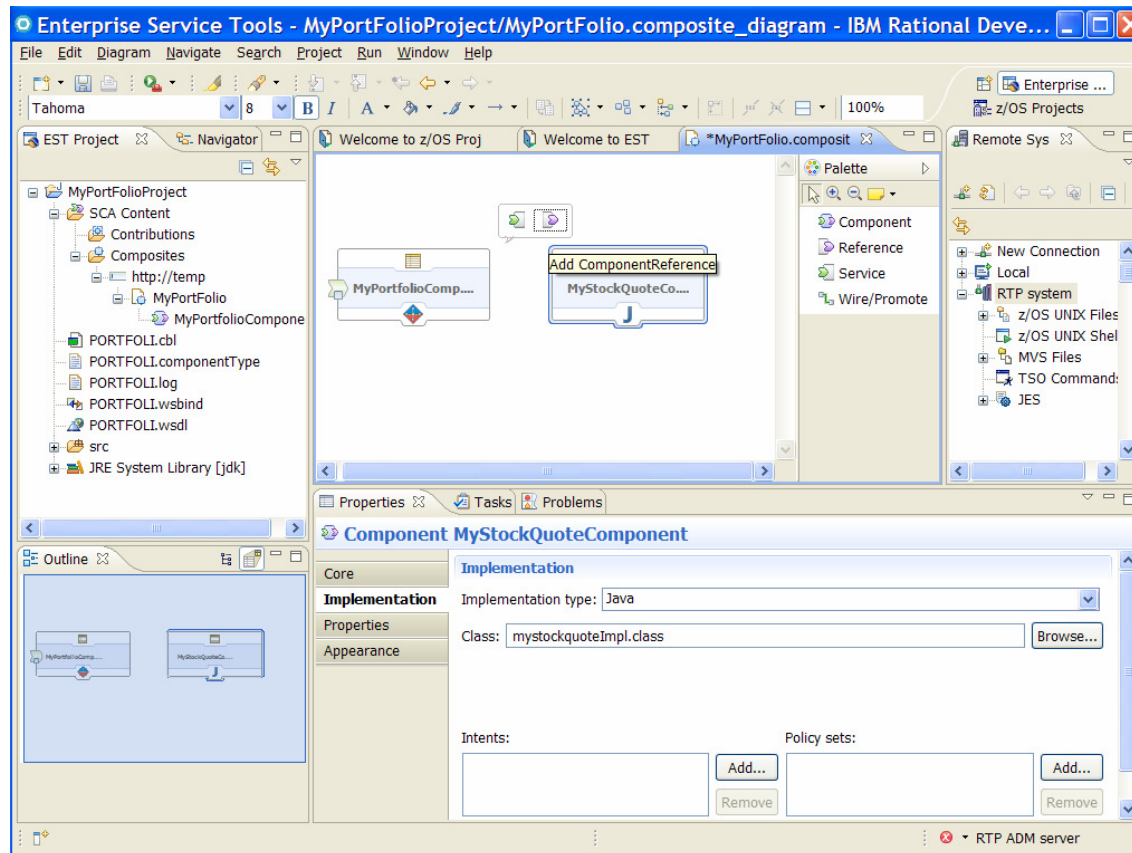 Enterprise Service Tools - MyPortFolioProject/MyPortFolio.composite_diagram - IBM Rational Deve...
File Edit Diagram Navigate Search Project Run Window Help
Enterprise ...
Tahoma 8 B I A 100% z/OS Projects
EST Project Navigator
Welcome to z/OS Proj Welcome to EST *MyPortFolio.composit
Remote Sys
MyPortFolioProject
SCA Content
Contributions
Composites
http://temp
MyPortFolio
MyPortfolioCompone
PORTFOLI.cbl
PORTFOLI.componentType
PORTFOLI.log
PORTFOLI.wsbind
PORTFOLI.wsdl
src
JRE System Library [jdk]
MyPortfolioComp....
Add ComponentReference
MyStockQuoteCo....
J
Palette
Component
Reference
Service
Wire/Promote
New Connection
Local
RTP system
z/OS UNIX Files
z/OS UNIX Shel
MVS Files
TSO Command
JES
Outline
MyPortfolioComp....
MyStockQuoteCo....
J
Properties Tasks Problems
Component MyStockQuoteComponent
Core
Implementation
Properties
Appearance
Implementation
Implementation type: Java
Class: mystockquoteImpl.class Browse...
Intents: Policy sets:
Add... Add...
Remove Remove
RTP ADM server